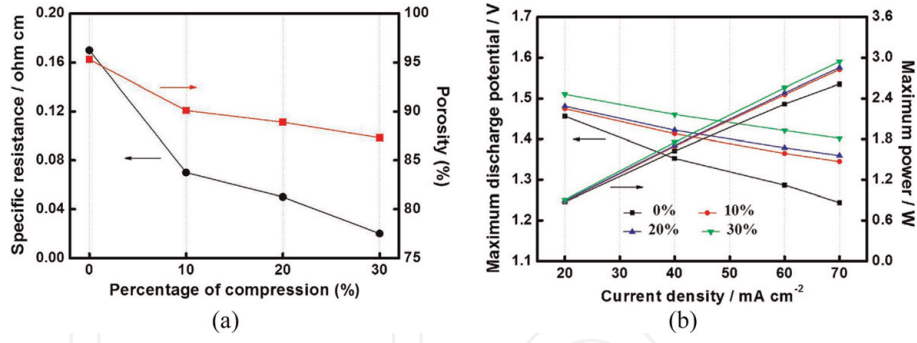 (a)
0.20
0.16
0.12
0.08
0.04
0.00
Specific resistance / ohm cm
100
95
90
85
80
75
Porosity (%)
0 10 20 30
Percentage of compression (%)
(a)
(b)
1.7
1.6
1.5
1.4
1.3
1.2
1.1
Maximum discharge potential / V
3.6
3.0
2.4
1.8
1.2
0.6
0.0
Maximum power / W
0% 10%
20% 30%
20 30 40 50 60 70
Current density / mA cm⁻²
(b)